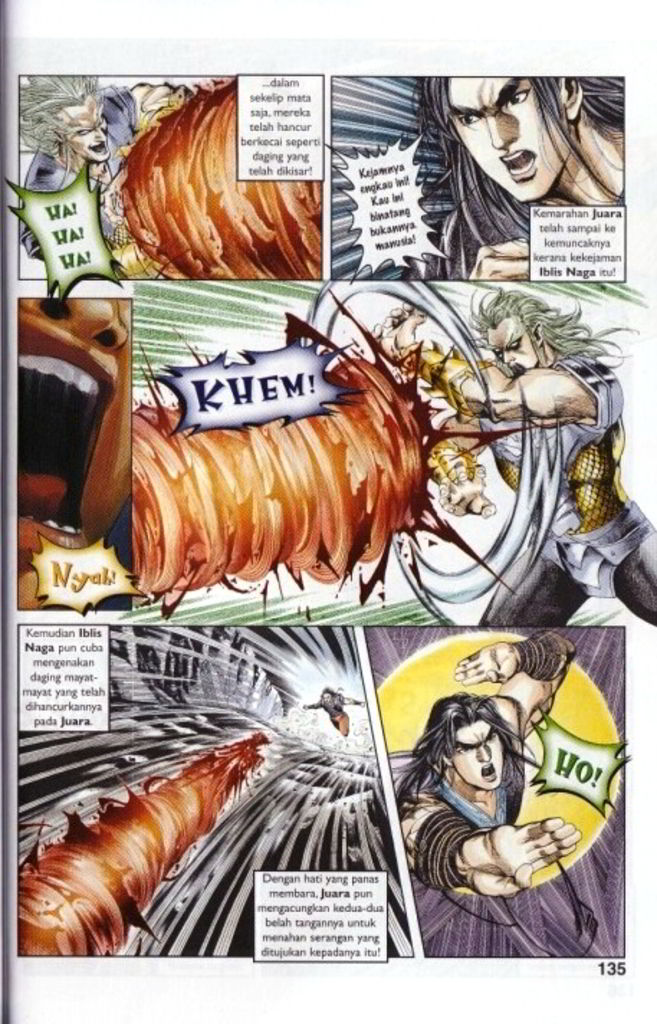 ...dalam
sekelip mata
saja, mereka
telah hancur
berkecai seperti
daging yang
telah dikisar!
HA!
HA!
HA!
Kejamnya
engkau ini!
Kau ini
binatang
bukannya
manusia!
Kemarahan Juara
telah sampai ke
kemuncaknya
kerana kekejaman
Iblis Naga itu!
KHEM!
Nyah!
Kemudian Iblis
Naga pun cuba
mengenakan
daging mayat-
mayat yang telah
dihancurkannya
pada Juara.
Dengan hati yang panas
membara, Juara pun
mengacungkan kedua-dua
belah tangannya untuk
menahan serangan yang
ditujukan kepadanya itu!
HO!
135